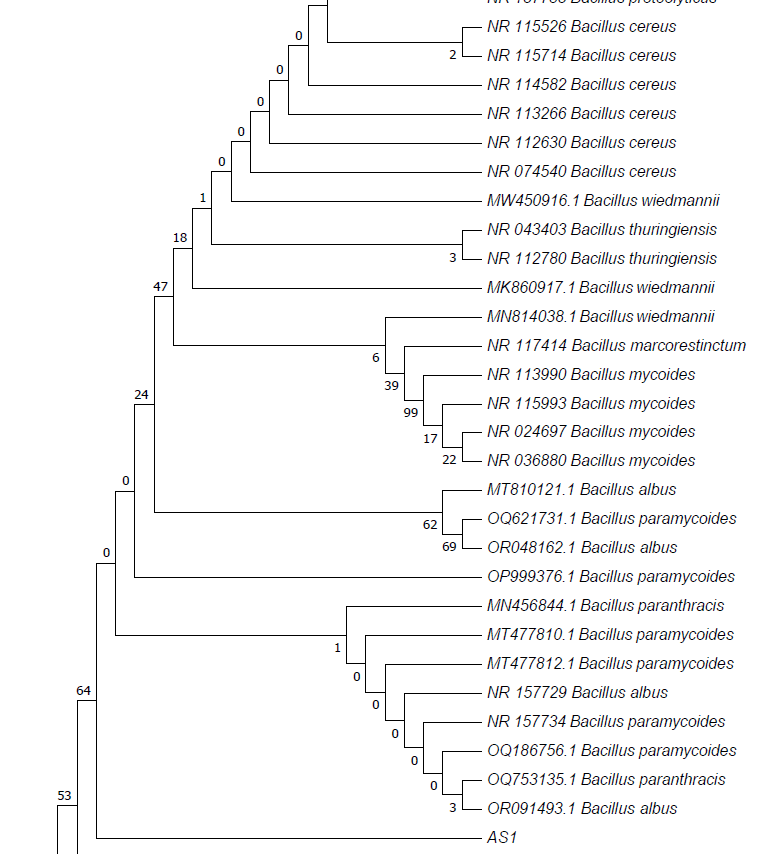 0
NR 115526 Bacillus cereus
2
NR 115714 Bacillus cereus
0
NR 114582 Bacillus cereus
0
NR 113266 Bacillus cereus
0
NR 112630 Bacillus cereus
0
NR 074540 Bacillus cereus
1
MW450916.1 Bacillus wiedmannii
NR 043403 Bacillus thuringiensis
18
NR 112780 Bacillus thuringiensis
3
47
MK860917.1 Bacillus wiedmannii
MN814038.1 Bacillus wiedmannii
6
NR 117414 Bacillus marcorestinctum
39
NR 113990 Bacillus mycoides
24
99
NR 115993 Bacillus mycoides
17
NR 024697 Bacillus mycoides
22
NR 036880 Bacillus mycoides
0
MT810121.1 Bacillus albus
62
OQ621731.1 Bacillus paramycoides
69
OR048162.1 Bacillus albus
0
OP999376.1 Bacillus paramycoides
MN456844.1 Bacillus paranthracis
1
MT477810.1 Bacillus paramycoides
0
MT477812.1 Bacillus paramycoides
64
0
NR 157729 Bacillus albus
0
NR 157734 Bacillus paramycoides
0
OQ186756.1 Bacillus paramycoides
0
OQ753135.1 Bacillus paranthracis
53
3
OR091493.1 Bacillus albus
AS1